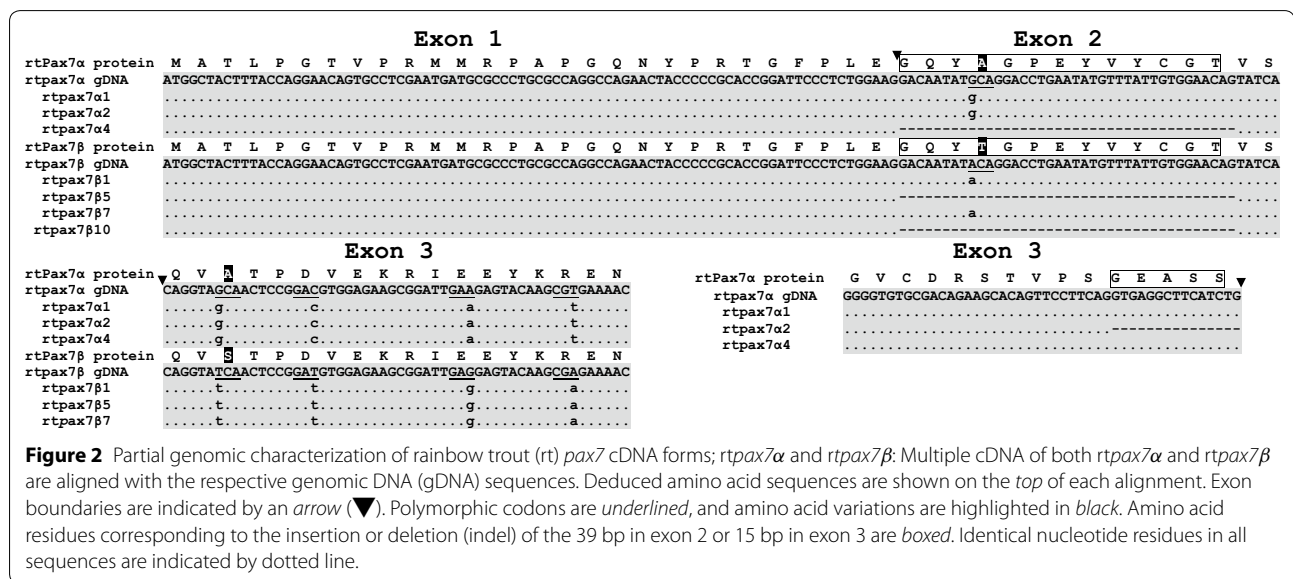 Exon 1 Exon 2
rtPax7α protein M A T L P G T V P R M M R P A P G Q N Y P R T G F P L E ▼ G Q Y A G P E Y V Y C G T V S
rtpax7α gDNA ATGGCTACTTTACCAGGAACAGTGCCTCGAATGATGCGCCCTGCGCCAGGCCAGAACTACCCCCGCACCGGATTCCCTCTGGAAGGACAATATGCAGGACCTGAATATGTTTATTGTGGAACAGTATCA
rtpax7α1 .............................................................................................g...................................
rtpax7α2 .............................................................................................g...................................
rtpax7α4 .....................................................................................---------------------------------------.....
rtPax7β protein M A T L P G T V P R M M R P A P G Q N Y P R T G F P L E G Q Y T G P E Y V Y C G T V S
rtpax7β gDNA ATGGCTACTTTACCAGGAACAGTGCCTCGAATGATGCGCCCTGCGCCAGGCCAGAACTACCCCCGCACCGGATTCCCTCTGGAAGGACAATATACAGGACCTGAATATGTTTATTGTGGAACAGTATCA
rtpax7β1 .............................................................................................a...................................
rtpax7β5 .....................................................................................---------------------------------------.....
rtpax7β7 .............................................................................................a...................................
rtpax7β10 .....................................................................................---------------------------------------.....
Exon 3
rtPax7α protein ▼ Q V A T P D V E K R I E E Y K R E N
rtpax7α gDNA CAGGTAGCAACTCCGGACGTGGAGAAGCGGATTGAAGAGTACAAGCGTGAAAAC
rtpax7α1 ......g..........c.................a...........t......
rtpax7α2 ......g..........c.................a...........t......
rtpax7α4 ......g..........c.................a...........t......
rtPax7β protein Q V S T P D V E K R I E E Y K R E N
rtpax7β gDNA CAGGTATCAACTCCGGATGTGGAGAAGCGGATTGAGGAGTACAAGCGAGAAAAC
rtpax7β1 ......t..........t.................g...........a......
rtpax7β5 ......t..........t.................g...........a......
rtpax7β7 ......t..........t.................g...........a......
Exon 3
rtPax7α protein G V C D R S T V P S G E A S S ▼
rtpax7α gDNA GGGGTGTGCGACAGAAGCACAGTTCCTTCAGGTGAGGCTTCATCTG
rtpax7α1 ..............................................
rtpax7α2 ...............................---------------
rtpax7α4 ..............................................
Figure 2 Partial genomic characterization of rainbow trout (rt) pax7 cDNA forms; rtpax7α and rtpax7β: Multiple cDNA of both rtpax7α and rtpax7β
are aligned with the respective genomic DNA (gDNA) sequences. Deduced amino acid sequences are shown on the top of each alignment. Exon
boundaries are indicated by an arrow (▼). Polymorphic codons are underlined, and amino acid variations are highlighted in black. Amino acid
residues corresponding to the insertion or deletion (indel) of the 39 bp in exon 2 or 15 bp in exon 3 are boxed. Identical nucleotide residues in all
sequences are indicated by dotted line.